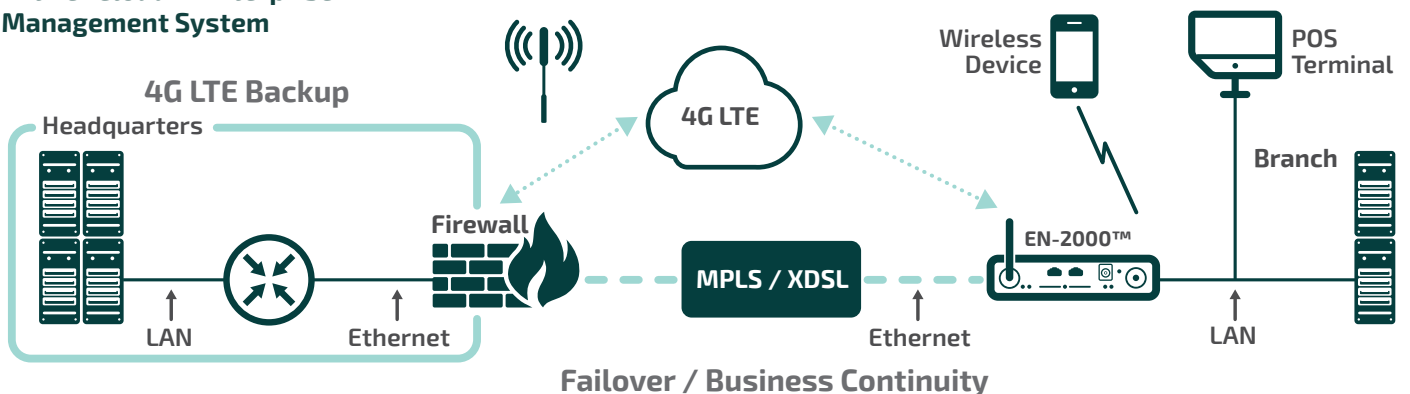 Management System
4G LTE Backup
Headquarters
LAN
Ethernet
Firewall
4G LTE
MPLS / XDSL
Ethernet
Wireless
Device
EN-2000™
POS
Terminal
Branch
LAN
Failover / Business Continuity